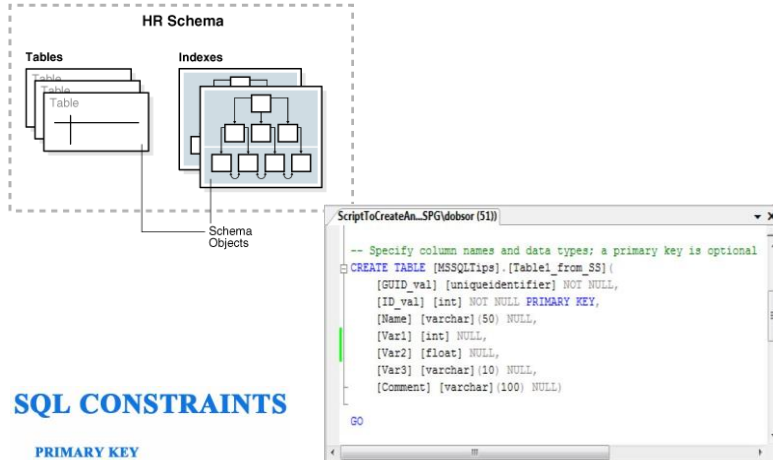 HR Schema
Tables
Indexes
Table
Table
Table
Schema
Objects
ScriptToCreateAn...SPG\dobsor (51))
-- Specify column names and data types; a primary key is optional
CREATE TABLE [MSSQLTips].[Table1_from_SS](
[GUID_val] [uniqueidentifier] NOT NULL,
[ID_val] [int] NOT NULL PRIMARY KEY,
[Name] [varchar](50) NULL,
[Var1] [int] NULL,
[Var2] [float] NULL,
[Var3] [varchar](10) NULL,
[Comment] [varchar](100) NULL)
GO
SQL CONSTRAINTS
PRIMARY KEY